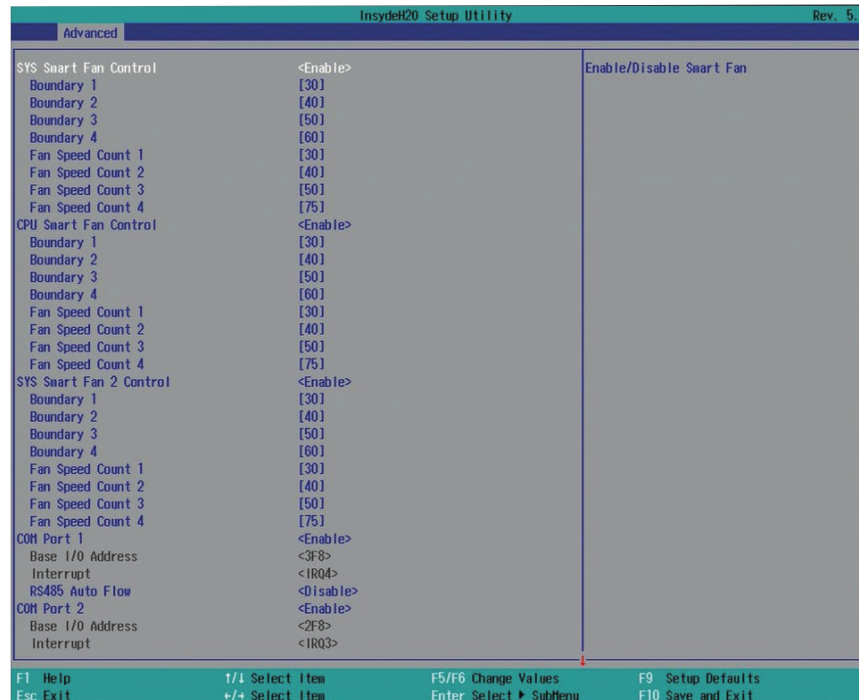 InsydeH20 Setup Utility Rev. 5.
Advanced
SYS Smart Fan Control <Enable> Enable/Disable Smart Fan
Boundary 1 [30]
Boundary 2 [40]
Boundary 3 [50]
Boundary 4 [60]
Fan Speed Count 1 [30]
Fan Speed Count 2 [40]
Fan Speed Count 3 [50]
Fan Speed Count 4 [75]
CPU Smart Fan Control <Enable>
Boundary 1 [30]
Boundary 2 [40]
Boundary 3 [50]
Boundary 4 [60]
Fan Speed Count 1 [30]
Fan Speed Count 2 [40]
Fan Speed Count 3 [50]
Fan Speed Count 4 [75]
SYS Smart Fan 2 Control <Enable>
Boundary 1 [30]
Boundary 2 [40]
Boundary 3 [50]
Boundary 4 [60]
Fan Speed Count 1 [30]
Fan Speed Count 2 [40]
Fan Speed Count 3 [50]
Fan Speed Count 4 [75]
COM Port 1 <Enable>
Base I/O Address <3F8>
Interrupt <IRQ4>
RS485 Auto Flow <Disable>
COM Port 2 <Enable>
Base I/O Address <2F8>
Interrupt <IRQ3>
F1 Help ↑/↓ Select Item F5/F6 Change Values F9 Setup Defaults
Esc Exit ←/→ Select Item Enter Select ▶ SubMenu F10 Save and Exit